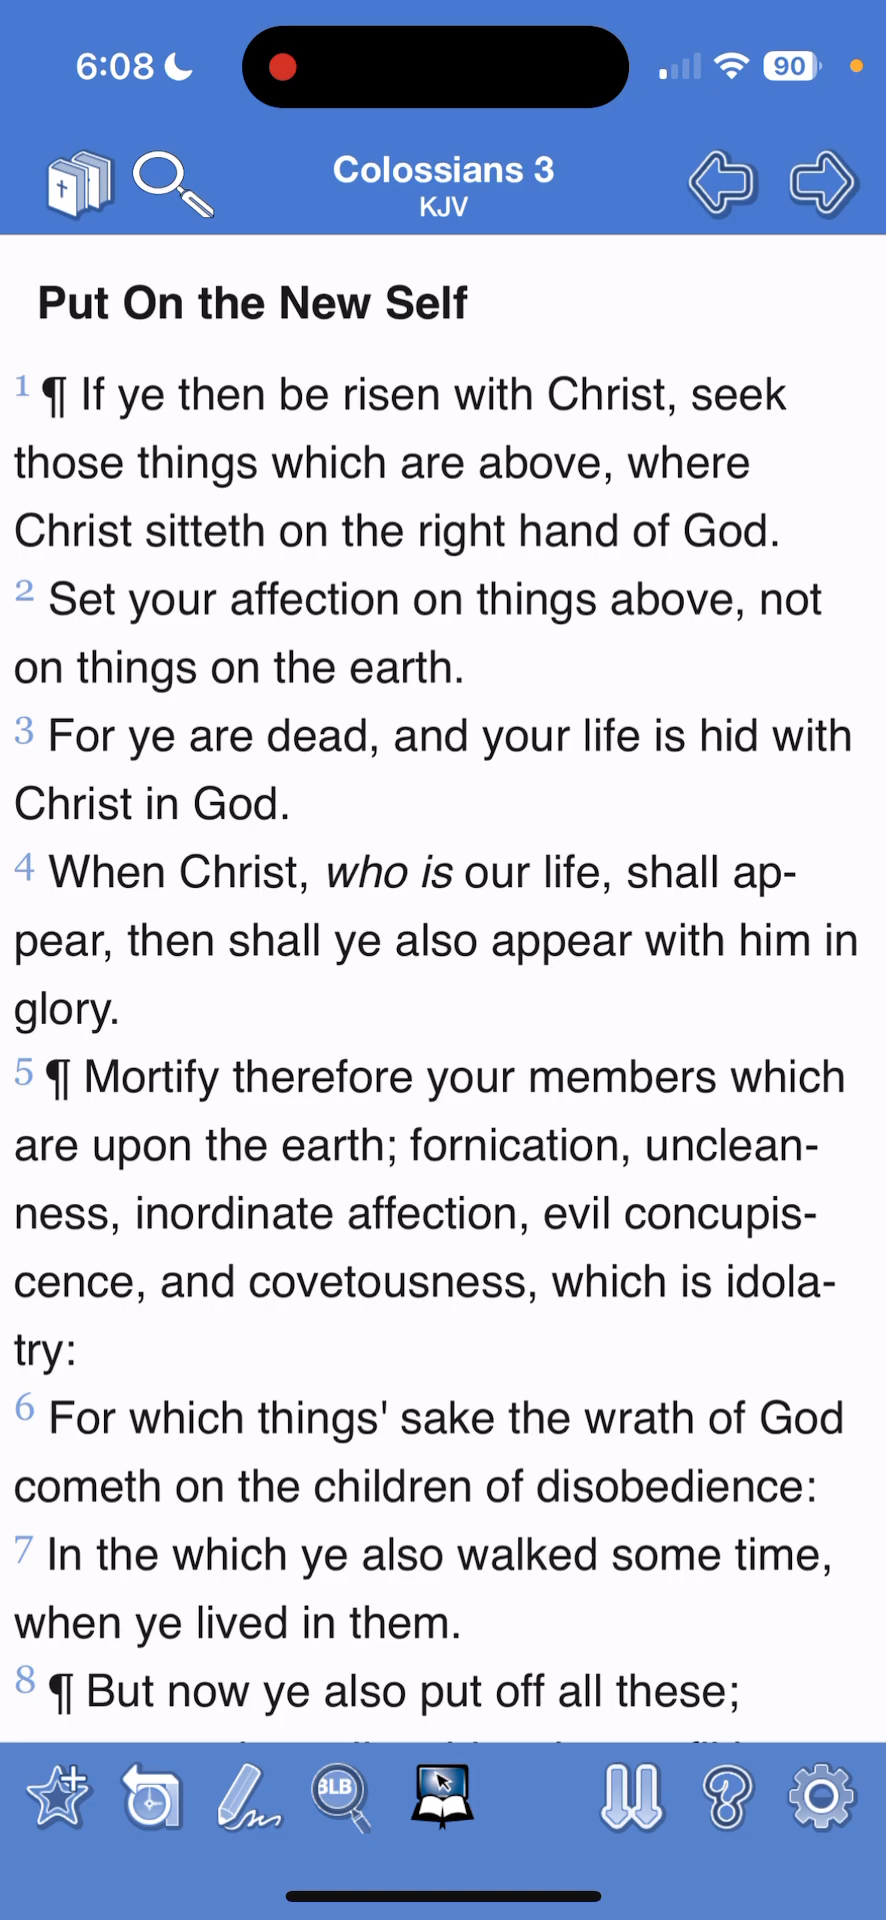 6:08
90
Colossians 3
KJV
Put On the New Self
1 ¶ If ye then be risen with Christ, seek
those things which are above, where
Christ sitteth on the right hand of God.
2 Set your affection on things above, not
on things on the earth.
3 For ye are dead, and your life is hid with
Christ in God.
4 When Christ, who is our life, shall ap-
pear, then shall ye also appear with him in
glory.
5 ¶ Mortify therefore your members which
are upon the earth; fornication, unclean-
ness, inordinate affection, evil concupis-
cence, and covetousness, which is idola-
try:
6 For which things' sake the wrath of God
cometh on the children of disobedience:
7 In the which ye also walked some time,
when ye lived in them.
8 ¶ But now ye also put off all these;
BLB